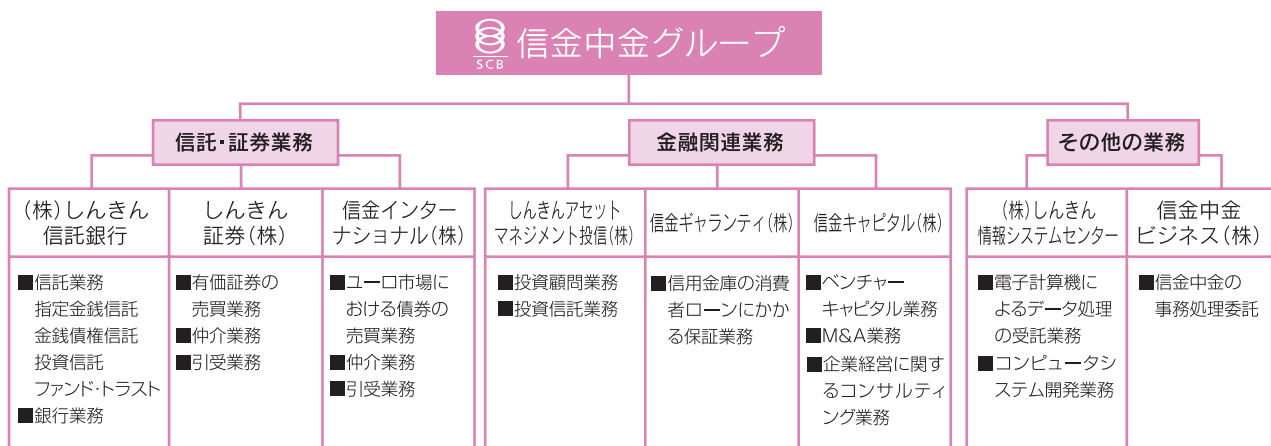 SCB
信金中金グループ
信託・証券業務
金融関連業務
その他の業務
(株)しんきん
信託銀行
■信託業務
指定金銭信託
金銭債権信託
投資信託
ファンド・トラスト
■銀行業務
しんきん
証券(株)
■有価証券の
売買業務
■仲介業務
■引受業務
信金インター
ナショナル(株)
■ユーロ市場に
おける債券の
売買業務
■仲介業務
■引受業務
しんきんアセット
マネジメント投信(株)
■投資顧問業務
■投資信託業務
信金ギャランティ(株)
■信用金庫の消費
者ローンにかか
る保証業務
信金キャピタル(株)
■ベンチャー
キャピタル業務
■M&A業務
■企業経営に関す
るコンサルティ
ング業務
(株)しんきん
情報システムセンター
■電子計算機に
よるデータ処理
の受託業務
■コンピュータシ
ステム開発業務
信金中金
ビジネス(株)
■信金中金の
事務処理委託